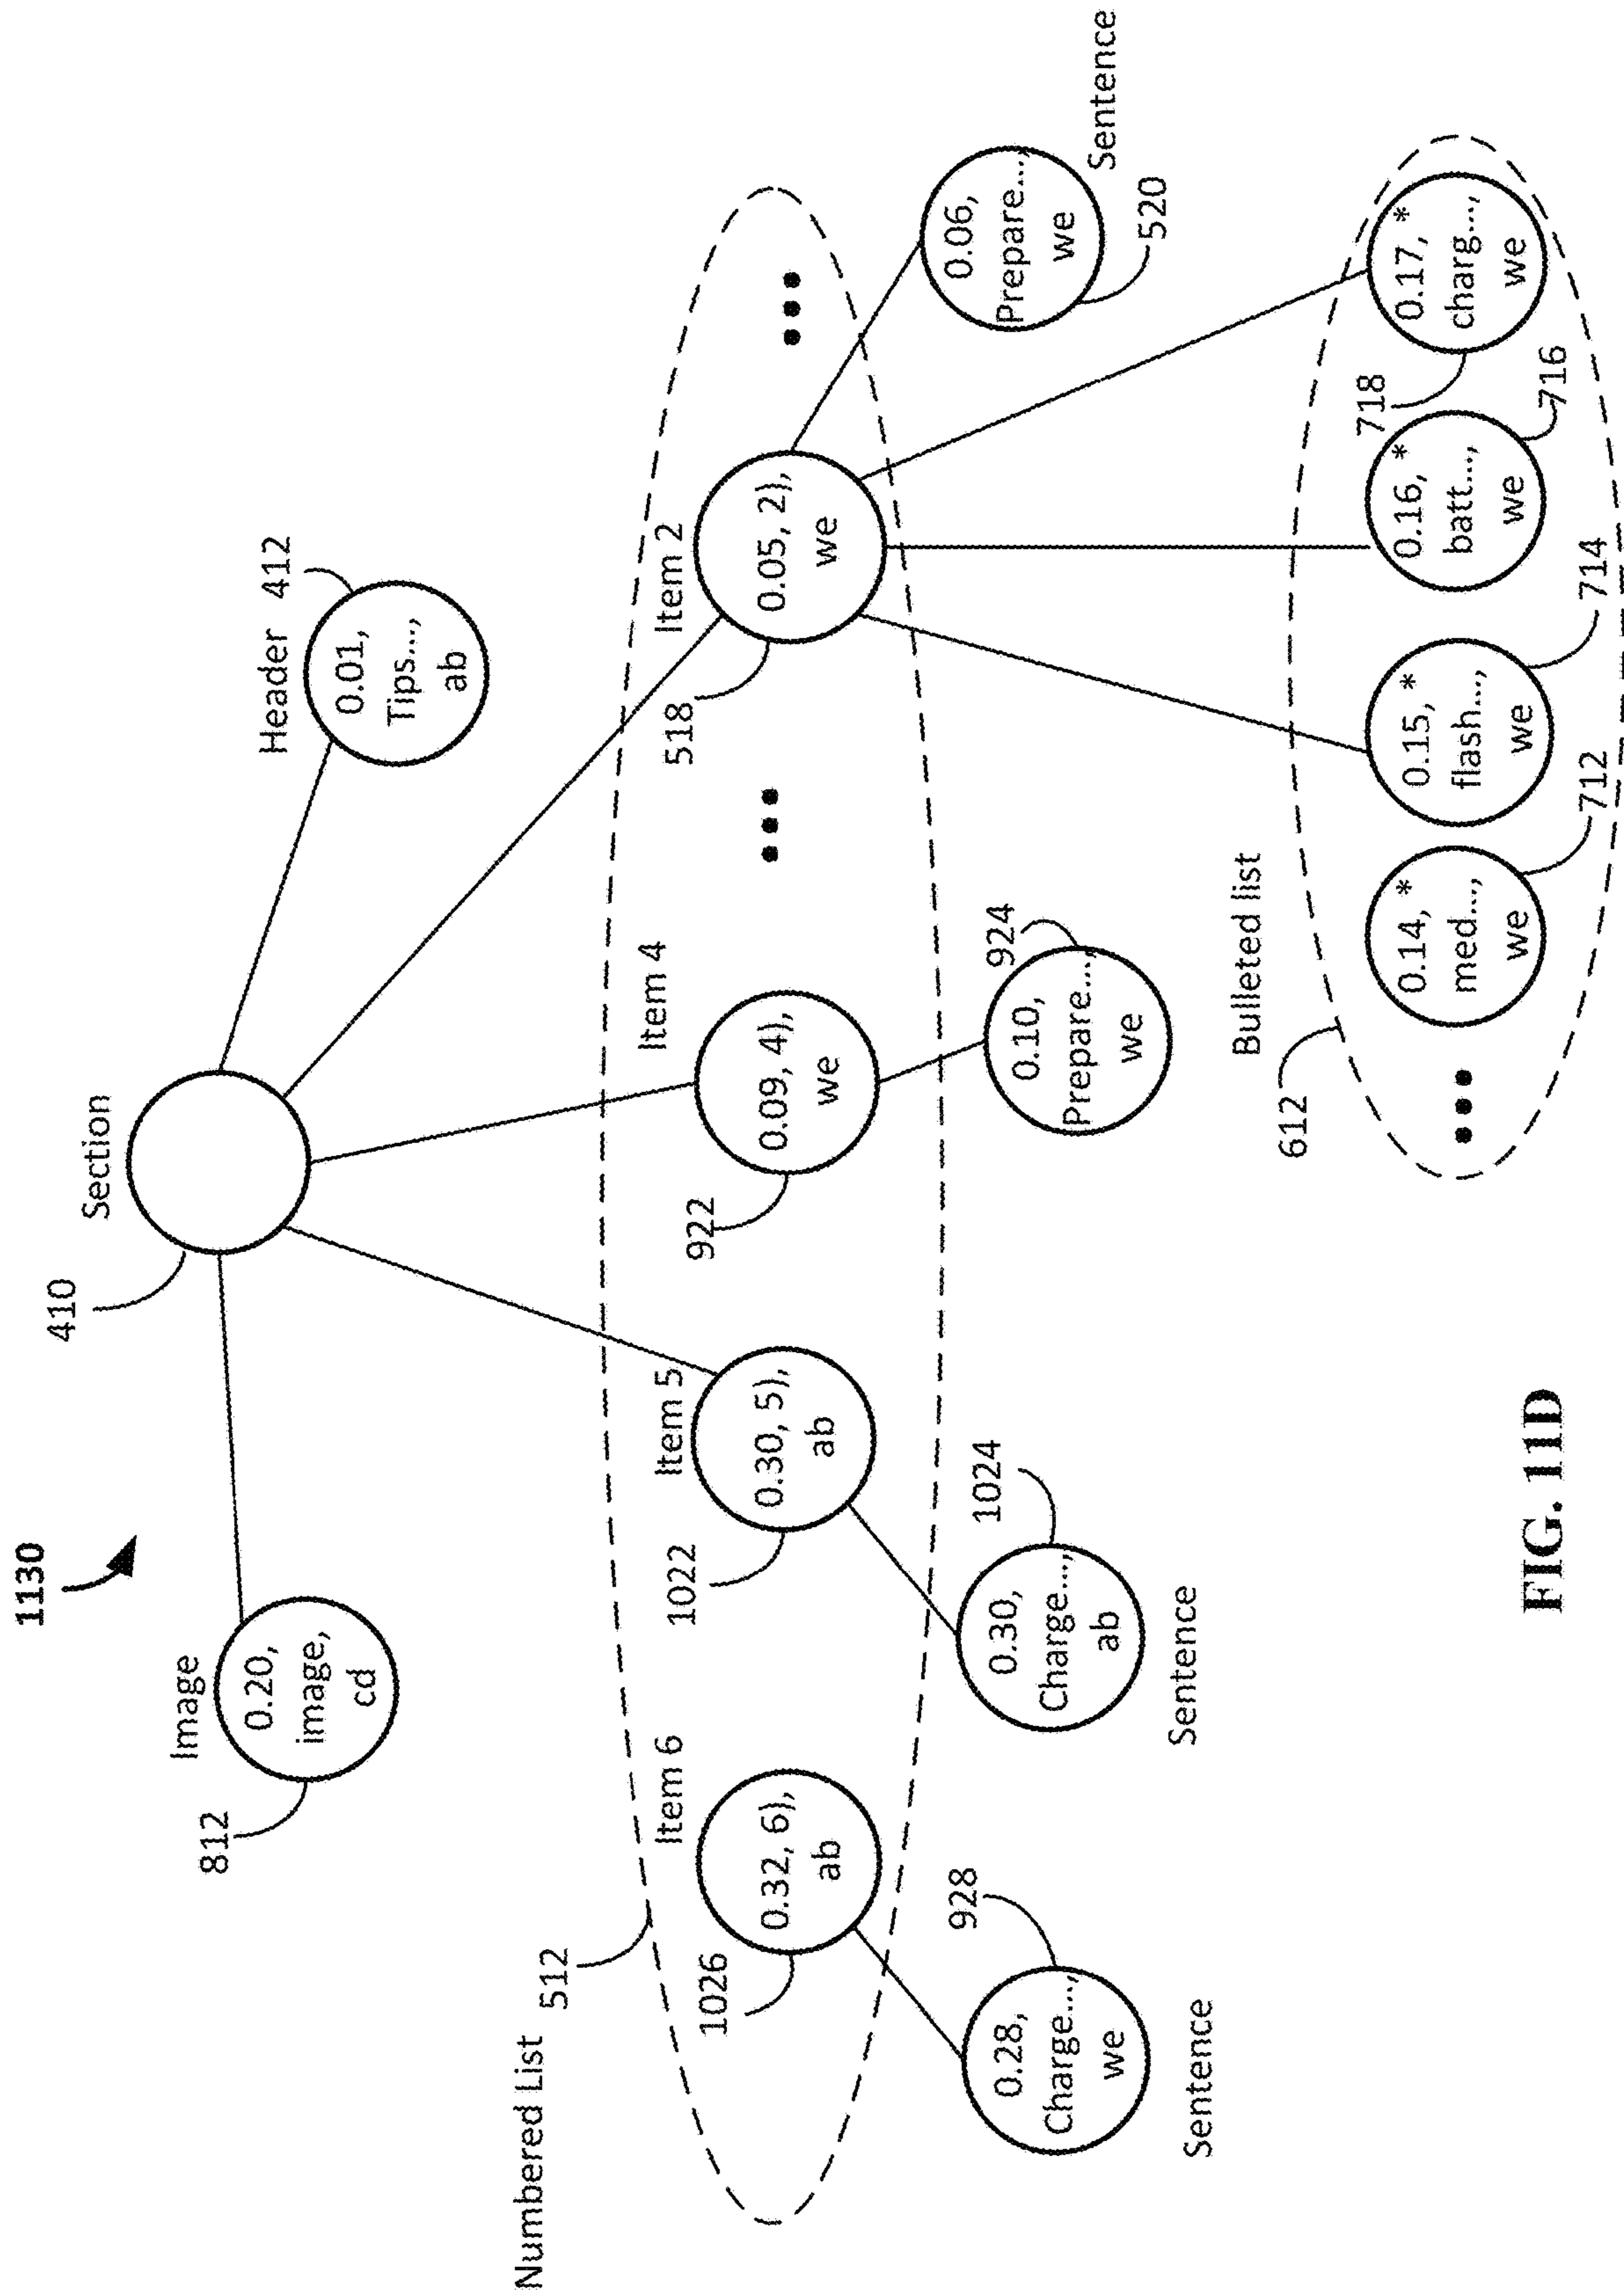 1130
Section
410
Image
0.20,
image,
cd
812
Header 412
0.01,
Tips...,
ab
Numbered List
512
Item 6
0.32, 6),
ab
1026
Item 5
0.30, 5),
ab
1022
Item 4
0.09, 4),
we
922
Item 2
0.05, 2),
we
518
0.28,
Charge...,
we
928
Sentence
0.30,
Charge...,
ab
1024
Sentence
0.10,
Prepare...,
we
924
0.06,
Prepare...,
we
520
Sentence
Bulleted list
612
0.14, *
med...,
we
712
0.15, *
flash...,
we
714
0.16, *
batt...,
we
716
0.17, *
charg...,
we
718
FIG. 11D